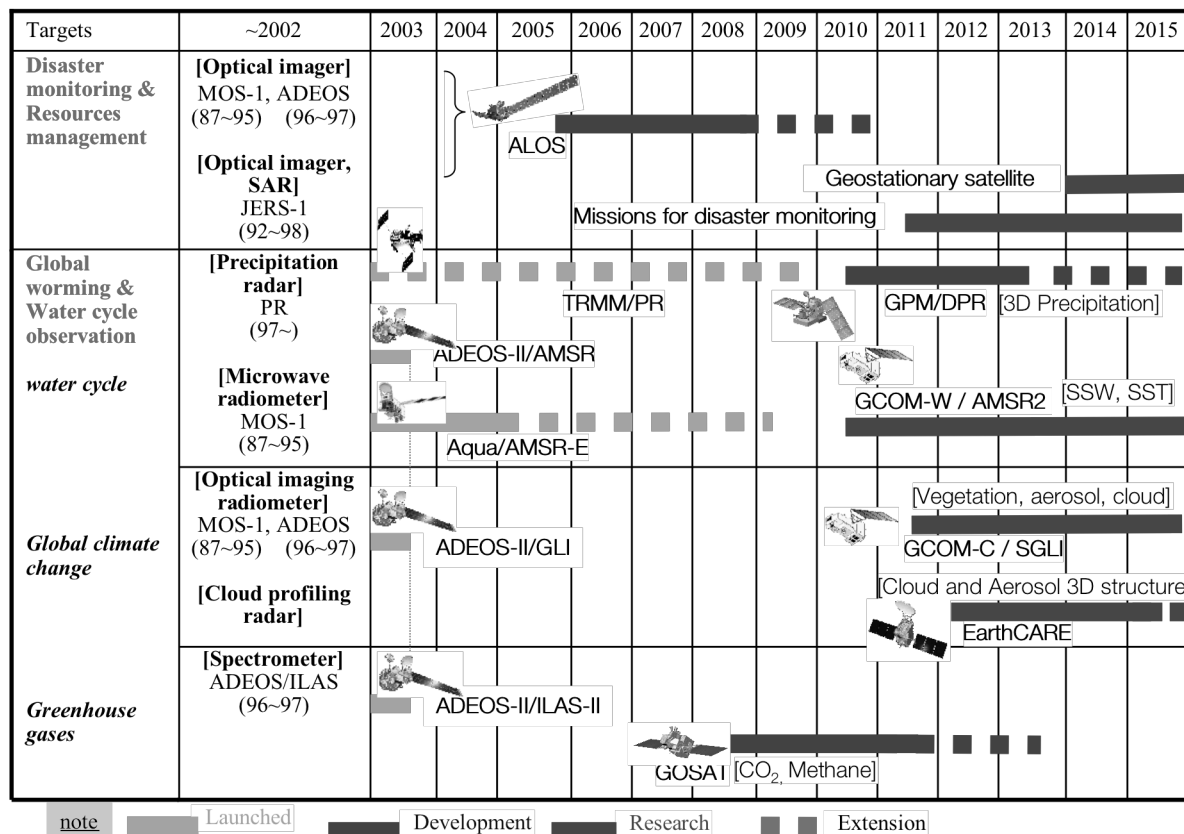 Targets ~2002 2003 2004 2005 2006 2007 2008 2009 2010 2011 2012 2013 2014 2015
Disaster
monitoring &
Resources
management
[Optical imager]
MOS-1, ADEOS
(87~95) (96~97)
ALOS
[Optical imager,
SAR]
JERS-1
(92~98)
Geostationary satellite
Missions for disaster monitoring
Global
worming &
Water cycle
observation
[Precipitation
radar]
PR
(97~)
TRMM/PR
GPM/DPR [3D Precipitation]
ADEOS-II/AMSR
water cycle
[Microwave
radiometer]
MOS-1
(87~95)
GCOM-W / AMSR2 [SSW, SST]
Aqua/AMSR-E
Global climate
change
[Optical imaging
radiometer]
MOS-1, ADEOS
(87~95) (96~97)
ADEOS-II/GLI
[Vegetation, aerosol, cloud]
GCOM-C / SGLI
[Cloud profiling
radar]
[Cloud and Aerosol 3D structure
EarthCARE
Greenhouse
gases
[Spectrometer]
ADEOS/ILAS
(96~97)
ADEOS-II/ILAS-II
GOSAT [CO2, Methane]
note Launched Development Research Extension